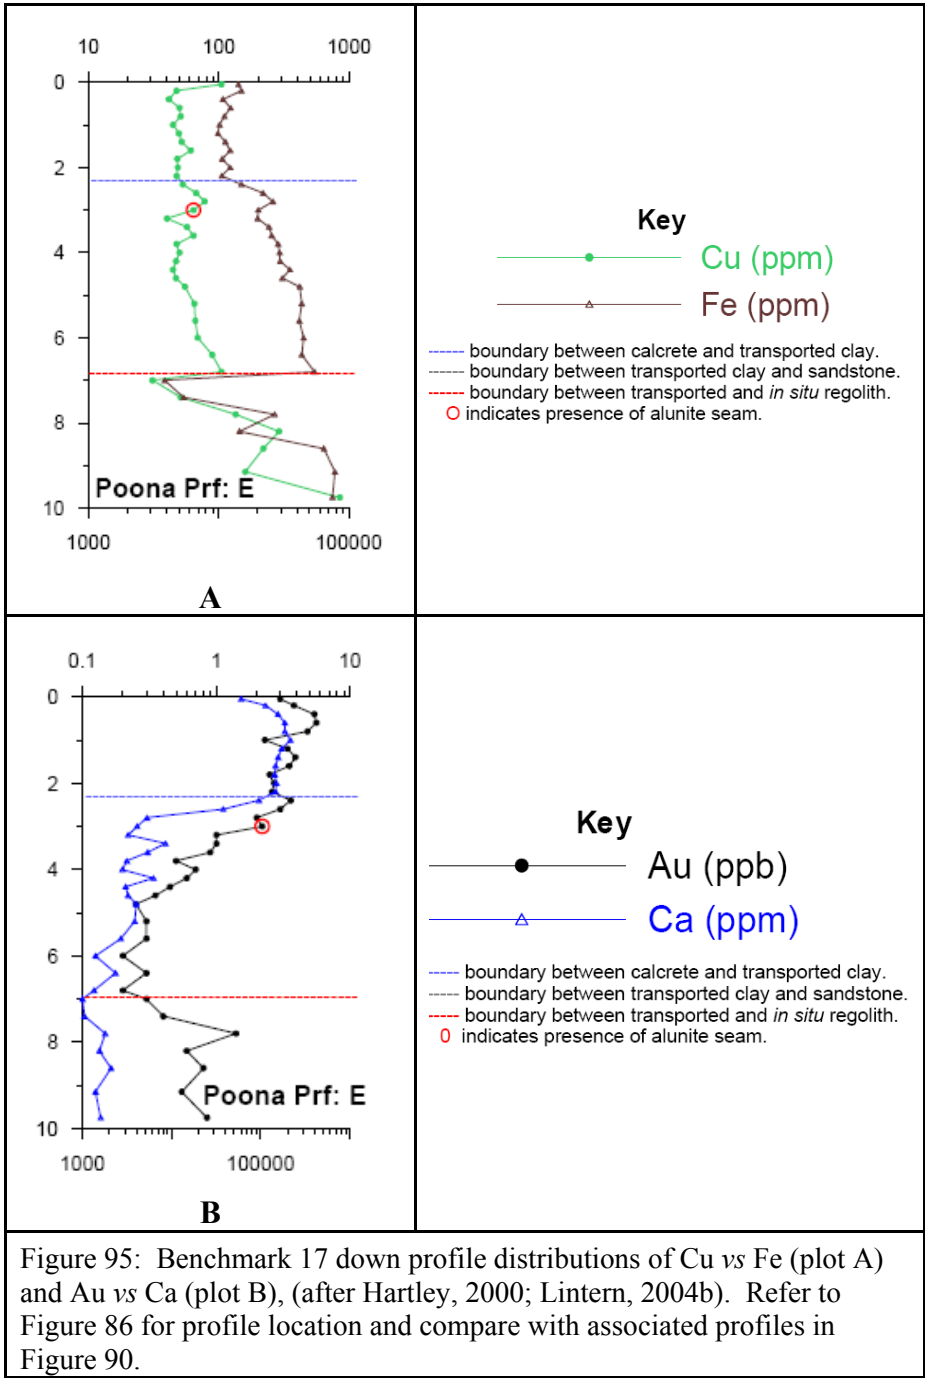 10 100 1000
0
2
4
6
8
10
Poona Prf: E
1000 100000
A
Key
Cu (ppm)
Fe (ppm)
boundary between calcrete and transported clay.
boundary between transported clay and sandstone.
boundary between transported and in situ regolith.
O indicates presence of alunite seam.
0.1 1 10
0
2
4
6
8
10
Poona Prf: E
1000 100000
B
Key
Au (ppb)
Ca (ppm)
boundary between calcrete and transported clay.
boundary between transported clay and sandstone.
boundary between transported and in situ regolith.
0 indicates presence of alunite seam.
Figure 95: Benchmark 17 down profile distributions of Cu vs Fe (plot A)
and Au vs Ca (plot B), (after Hartley, 2000; Lintern, 2004b). Refer to
Figure 86 for profile location and compare with associated profiles in
Figure 90.